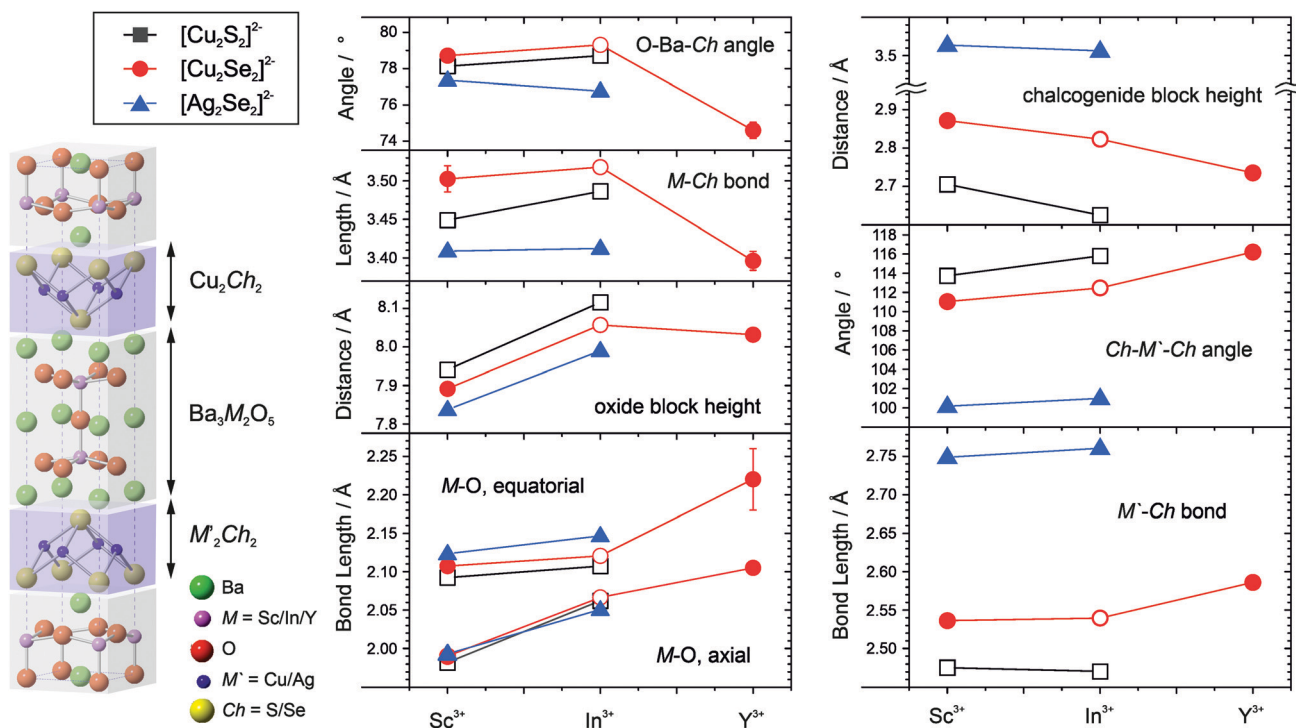 [Cu₂S₂]²⁻
[Cu₂Se₂]²⁻
[Ag₂Se₂]²⁻
Cu₂Ch₂
Ba₃M₂O₅
M'₂Ch₂
Ba
M = Sc/In/Y
O
M` = Cu/Ag
Ch = S/Se
Angle / °
80
78
76
74
O-Ba-Ch angle
Length / Å
3.50
3.45
3.40
M-Ch bond
Distance / Å
8.1
8.0
7.9
7.8
oxide block height
Bond Length / Å
2.25
2.20
2.15
2.10
2.05
2.00
M-O, equatorial
M-O, axial
Sc³⁺
In³⁺
Y³⁺
Distance / Å
3.5
2.9
2.8
2.7
chalcogenide block height
Angle / °
118
116
114
112
110
108
106
104
102
100
Ch-M`-Ch angle
Bond Length / Å
2.75
2.70
2.65
2.60
2.55
2.50
M`-Ch bond
Sc³⁺
In³⁺
Y³⁺